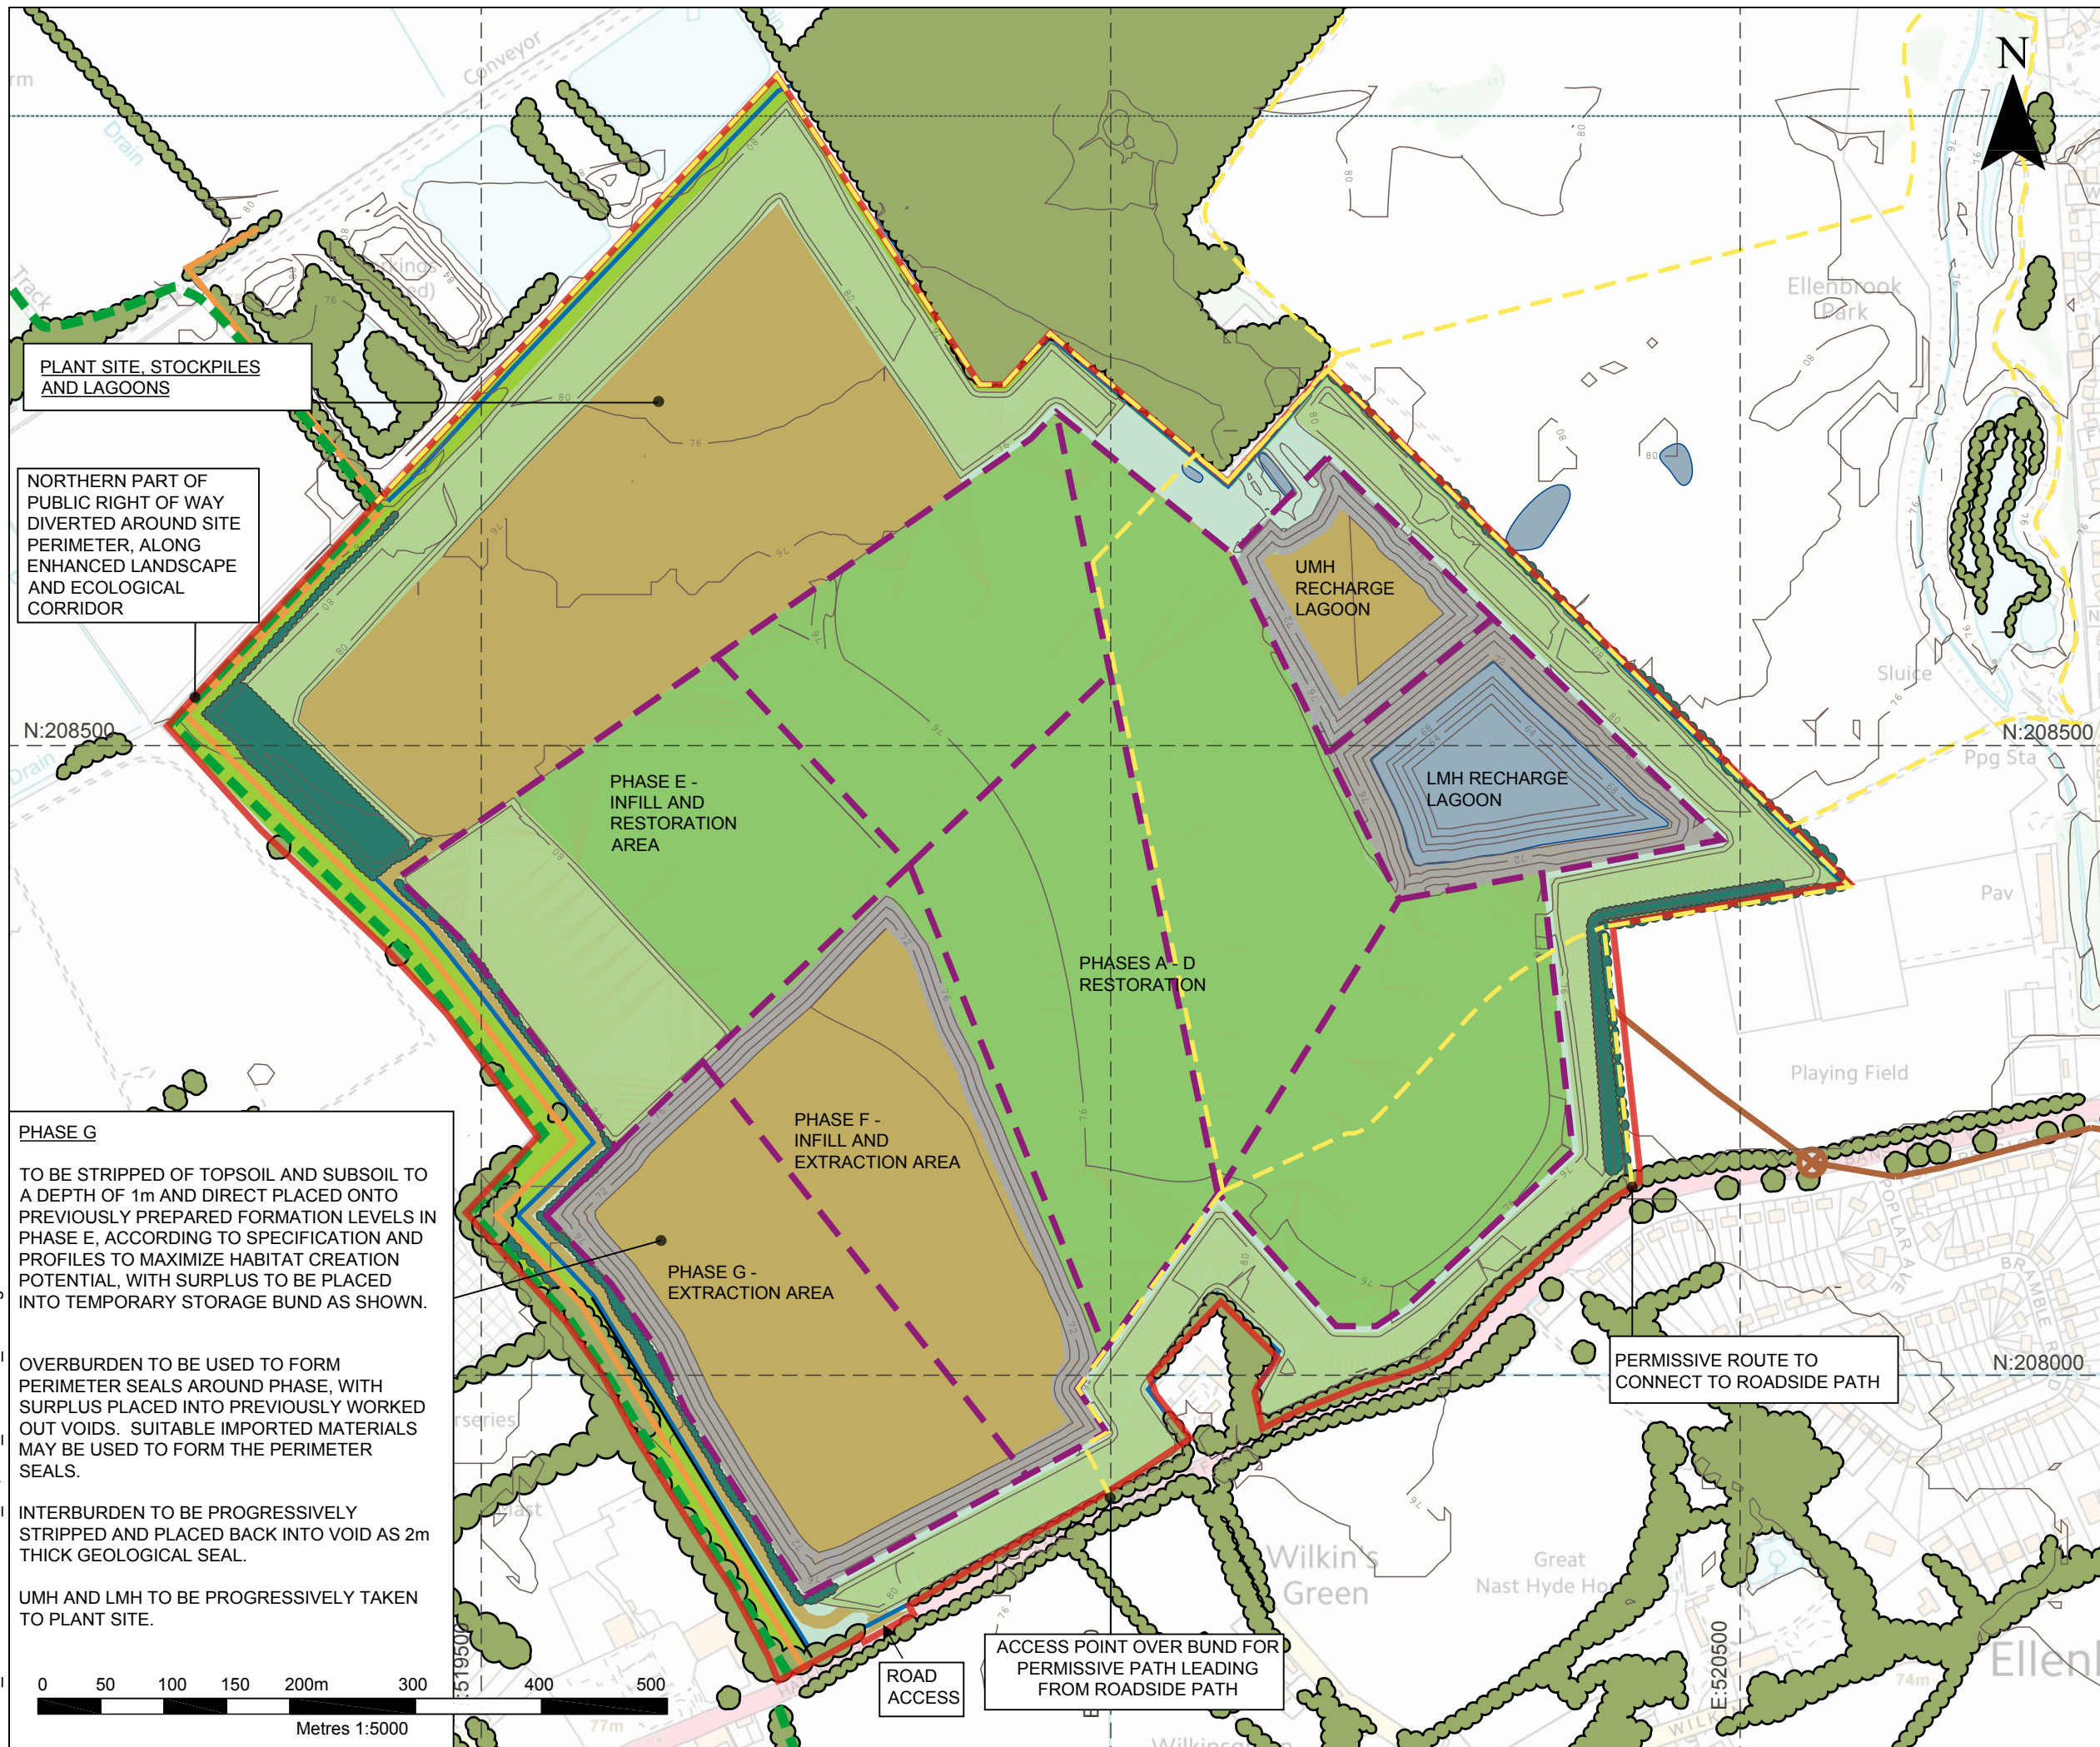 N
Conveyor
Drain
Track
PLANT SITE, STOCKPILES
AND LAGOONS
Ellenbrook
Park
NORTHERN PART OF
PUBLIC RIGHT OF WAY
DIVERTED AROUND SITE
PERIMETER, ALONG
ENHANCED LANDSCAPE
AND ECOLOGICAL
CORRIDOR
UMH
RECHARGE
LAGOON
Sluice
N:208500
N:208500
Drain
Ppg Sta
LMH RECHARGE
LAGOON
PHASE E -
INFILL AND
RESTORATION
AREA
Pav
PHASES A - D
RESTORATION
Playing Field
PHASE F -
INFILL AND
EXTRACTION AREA
PHASE G -
EXTRACTION AREA
PHASE G
TO BE STRIPPED OF TOPSOIL AND SUBSOIL TO
A DEPTH OF 1m AND DIRECT PLACED ONTO
PREVIOUSLY PREPARED FORMATION LEVELS IN
PHASE E, ACCORDING TO SPECIFICATION AND
PROFILES TO MAXIMIZE HABITAT CREATION
POTENTIAL, WITH SURPLUS TO BE PLACED
INTO TEMPORARY STORAGE BUND AS SHOWN.
OVERBURDEN TO BE USED TO FORM
PERIMETER SEALS AROUND PHASE, WITH
SURPLUS PLACED INTO PREVIOUSLY WORKED
OUT VOIDS.  SUITABLE IMPORTED MATERIALS
MAY BE USED TO FORM THE PERIMETER
SEALS.
INTERBURDEN TO BE PROGRESSIVELY
STRIPPED AND PLACED BACK INTO VOID AS 2m
THICK GEOLOGICAL SEAL.
UMH AND LMH TO BE PROGRESSIVELY TAKEN
TO PLANT SITE.
POPLAR AVE
BRAMBLE R
PERMISSIVE ROUTE TO
CONNECT TO ROADSIDE PATH
N:208000
Wilkin's
Green
Great
Nast Hyde Ho
E:520500
74m
ROAD
ACCESS
ACCESS POINT OVER BUND FOR
PERMISSIVE PATH LEADING
FROM ROADSIDE PATH
0 50 100 150 200m 300 400 500
Metres 1:5000
77m